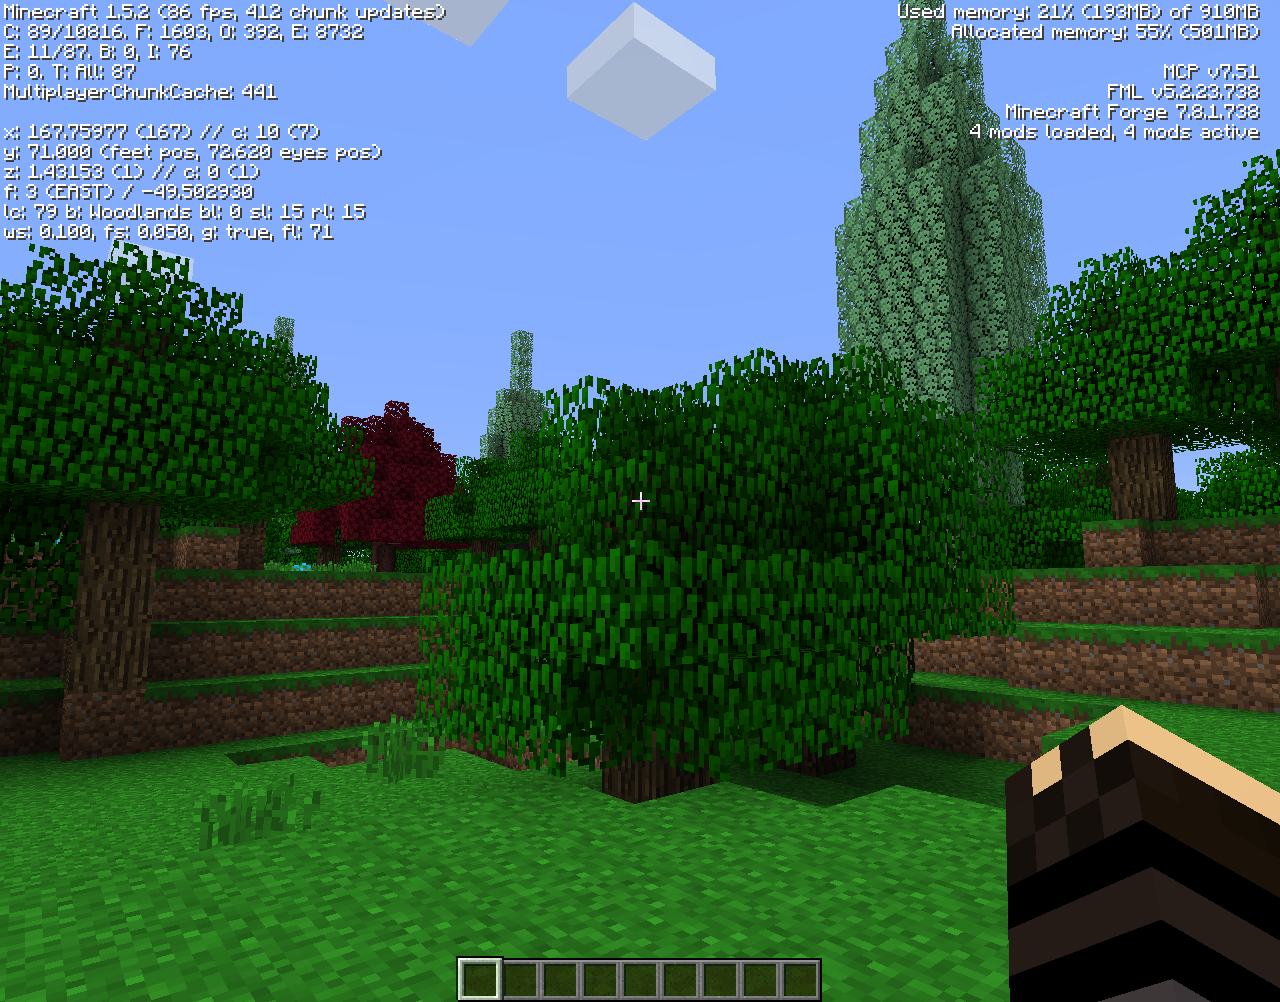 Minecraft 1.5.2 (86 fps, 412 chunk updates)
C: 89/10816. F: 1603, O: 392, E: 8732
E: 11/87. B: 0, I: 76
P: 0. T: All: 87
MultiplayerChunkCache: 441
x: 167.75977 (167) // c: 10 (7)
y: 71.000 (feet pos, 72.620 eyes pos)
z: 1.43153 (1) // c: 0 (1)
f: 3 (EAST) / -49.502930
lc: 79 b: Woodlands bl: 0 sl: 15 rl: 15
ws: 0.100, fs: 0.050, g: true, fl: 71
Used memory: 21% (193MB) of 910MB
Allocated memory: 55% (501MB)
MCP v7.51
FML v5.2.23.738
Minecraft Forge 7.8.1.738
4 mods loaded, 4 mods active